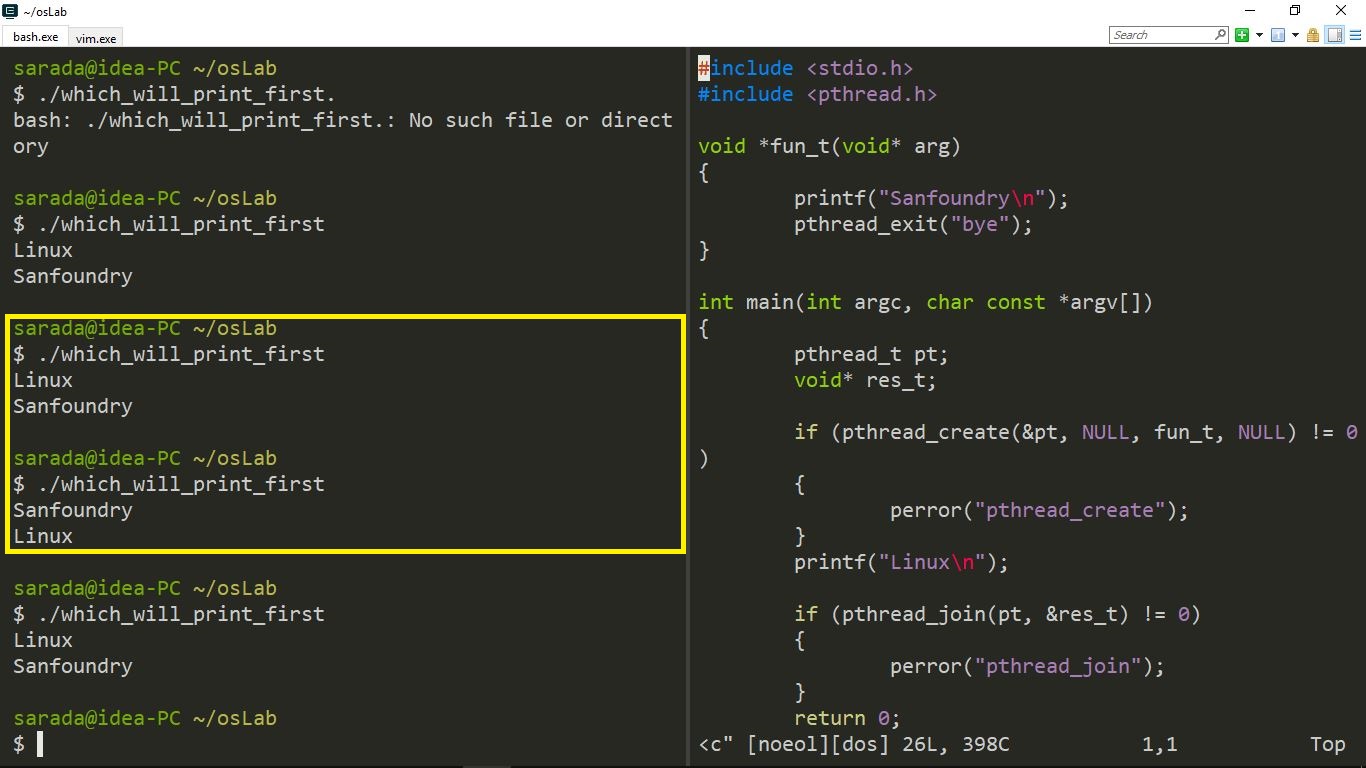 ~/osLab
bash.exe
vim.exe
Search
sarada@idea-PC ~/osLab
$ ./which_will_print_first.
bash: ./which_will_print_first.: No such file or direct
ory
sarada@idea-PC ~/osLab
$ ./which_will_print_first
Linux
Sanfoundry
sarada@idea-PC ~/osLab
$ ./which_will_print_first
Linux
Sanfoundry
sarada@idea-PC ~/osLab
$ ./which_will_print_first
Sanfoundry
Linux
sarada@idea-PC ~/osLab
$ ./which_will_print_first
Linux
Sanfoundry
sarada@idea-PC ~/osLab
$
#include <stdio.h>
#include <pthread.h>
void *fun_t(void* arg)
{
printf("Sanfoundry\n");
pthread_exit("bye");
}
int main(int argc, char const *argv[])
{
pthread_t pt;
void* res_t;
if (pthread_create(&pt, NULL, fun_t, NULL) != 0
)
{
perror("pthread_create");
}
printf("Linux\n");
if (pthread_join(pt, &res_t) != 0)
{
perror("pthread_join");
}
return 0;
<c" [noeol][dos] 26L, 398C 1,1 Top